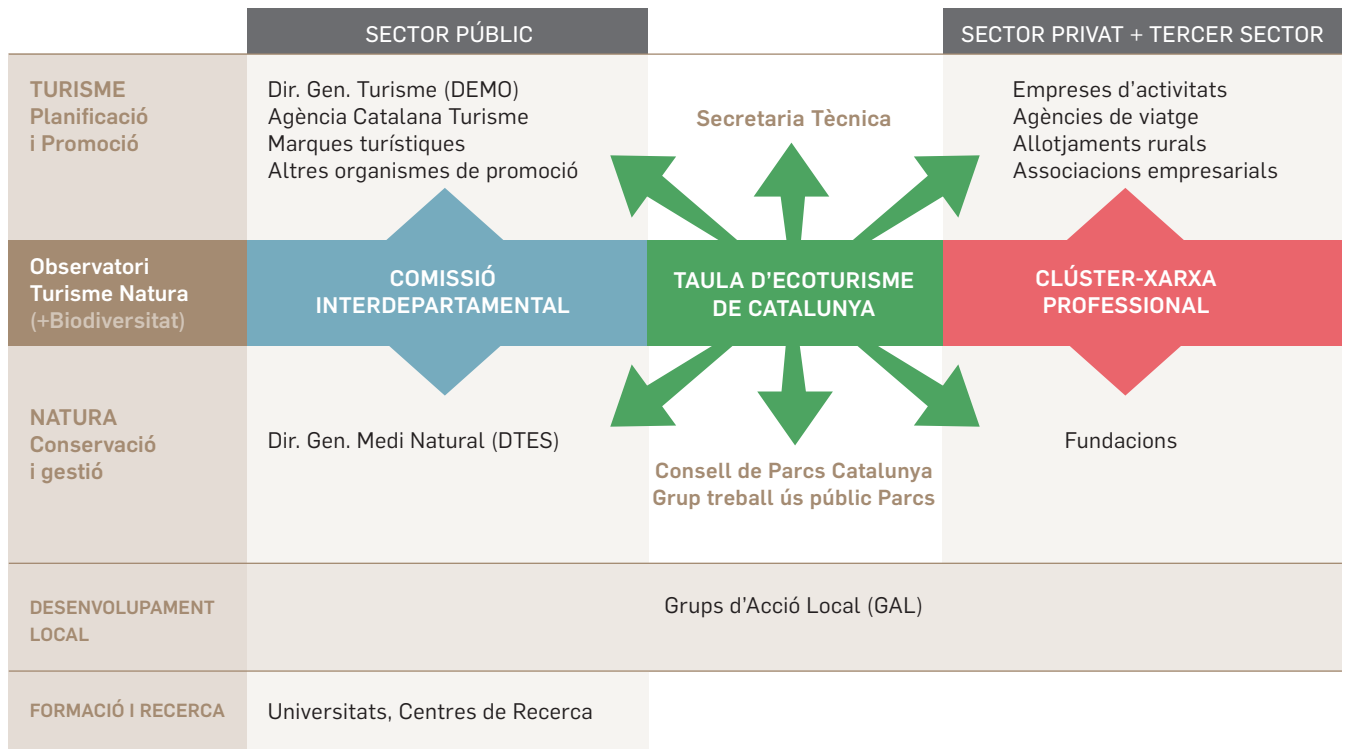 SECTOR PÚBLIC
SECTOR PRIVAT + TERCER SECTOR
TURISME
Planificació
i Promoció
Dir. Gen. Turisme (DEMO)
Agència Catalana Turisme
Marques turístiques
Altres organismes de promoció
Secretaria Tècnica
Empreses d'activitats
Agències de viatge
Allotjaments rurals
Associacions empresarials
Observatori
Turisme Natura
(+Biodiversitat)
COMISSIÓ
INTERDEPARTAMENTAL
TAULA D'ECOTURISME
DE CATALUNYA
CLÚSTER-XARXA
PROFESSIONAL
NATURA
Conservació
i gestió
Dir. Gen. Medi Natural (DTES)
Consell de Parcs Catalunya
Grup treball ús públic Parcs
Fundacions
DESENVOLUPAMENT
LOCAL
Grups d'Acció Local (GAL)
FORMACIÓ I RECERCA
Universitats, Centres de Recerca